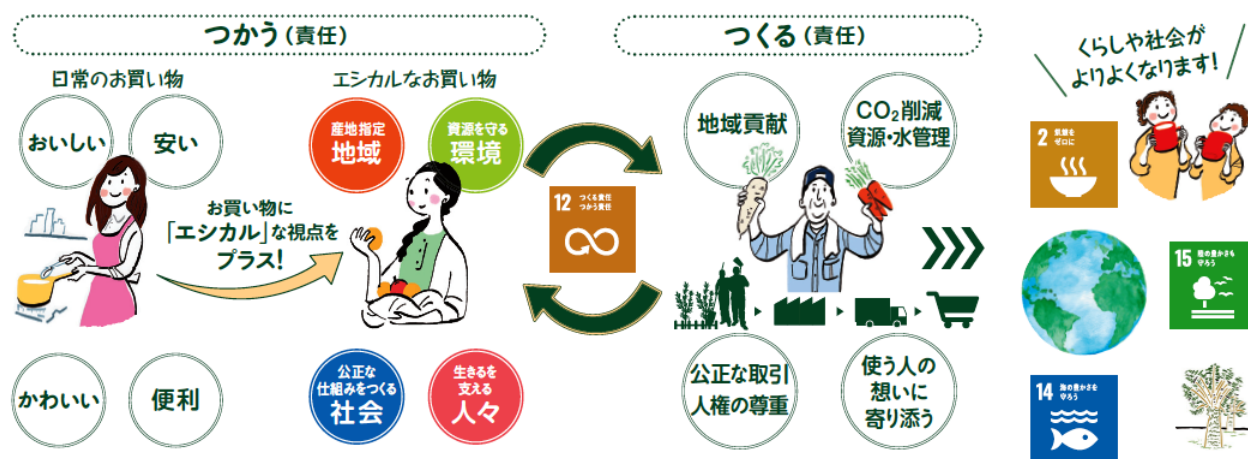 つかう（責任）
日常のお買い物
おいしい
安い
かわいい
便利
お買い物に
「エシカル」な視点を
プラス！
エシカルなお買い物
産地指定
地域
資源を守る
環境
公正な
仕組みをつくる
社会
生きるを
支える
人々
12 つくる責任
つかう責任
つくる（責任）
地域貢献
CO₂削減
資源・水管理
公正な取引
人権の尊重
使う人の
想いに
寄り添う
くらしや社会が
よりよくなります！
2 飢餓を
ゼロに
15 陸の豊かさも
守ろう
14 海の豊かさを
守ろう